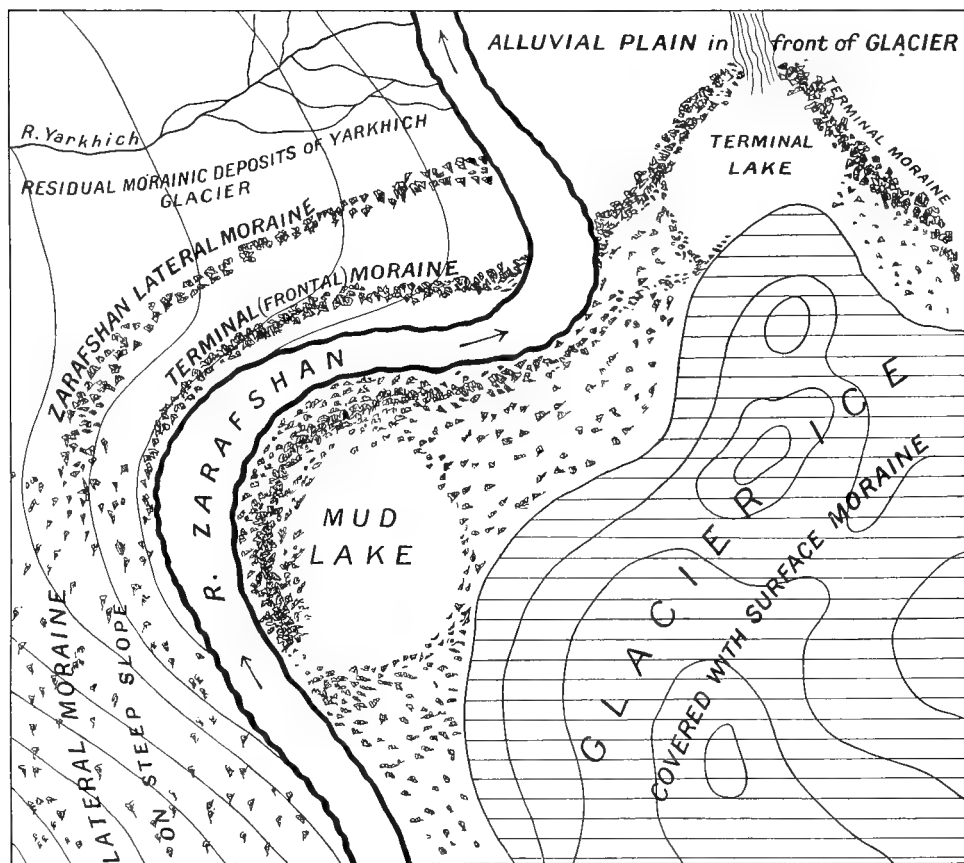 ALLUVIAL PLAIN in front of GLACIER
R. Yarkhich
RESIDUAL MORAINIC DEPOSITS OF YARKHICH
GLACIER
TERMINAL
LAKE
TERMINAL MORAINE
ZARAFSHAN LATERAL MORAINE
TERMINAL (FRONTAL) MORAINE
R. ZARAFSHAN
MUD
LAKE
GLACIER ICE
COVERED WITH SURFACE MORAINE
LATERAL MORAINE
ON STEEP SLOPE